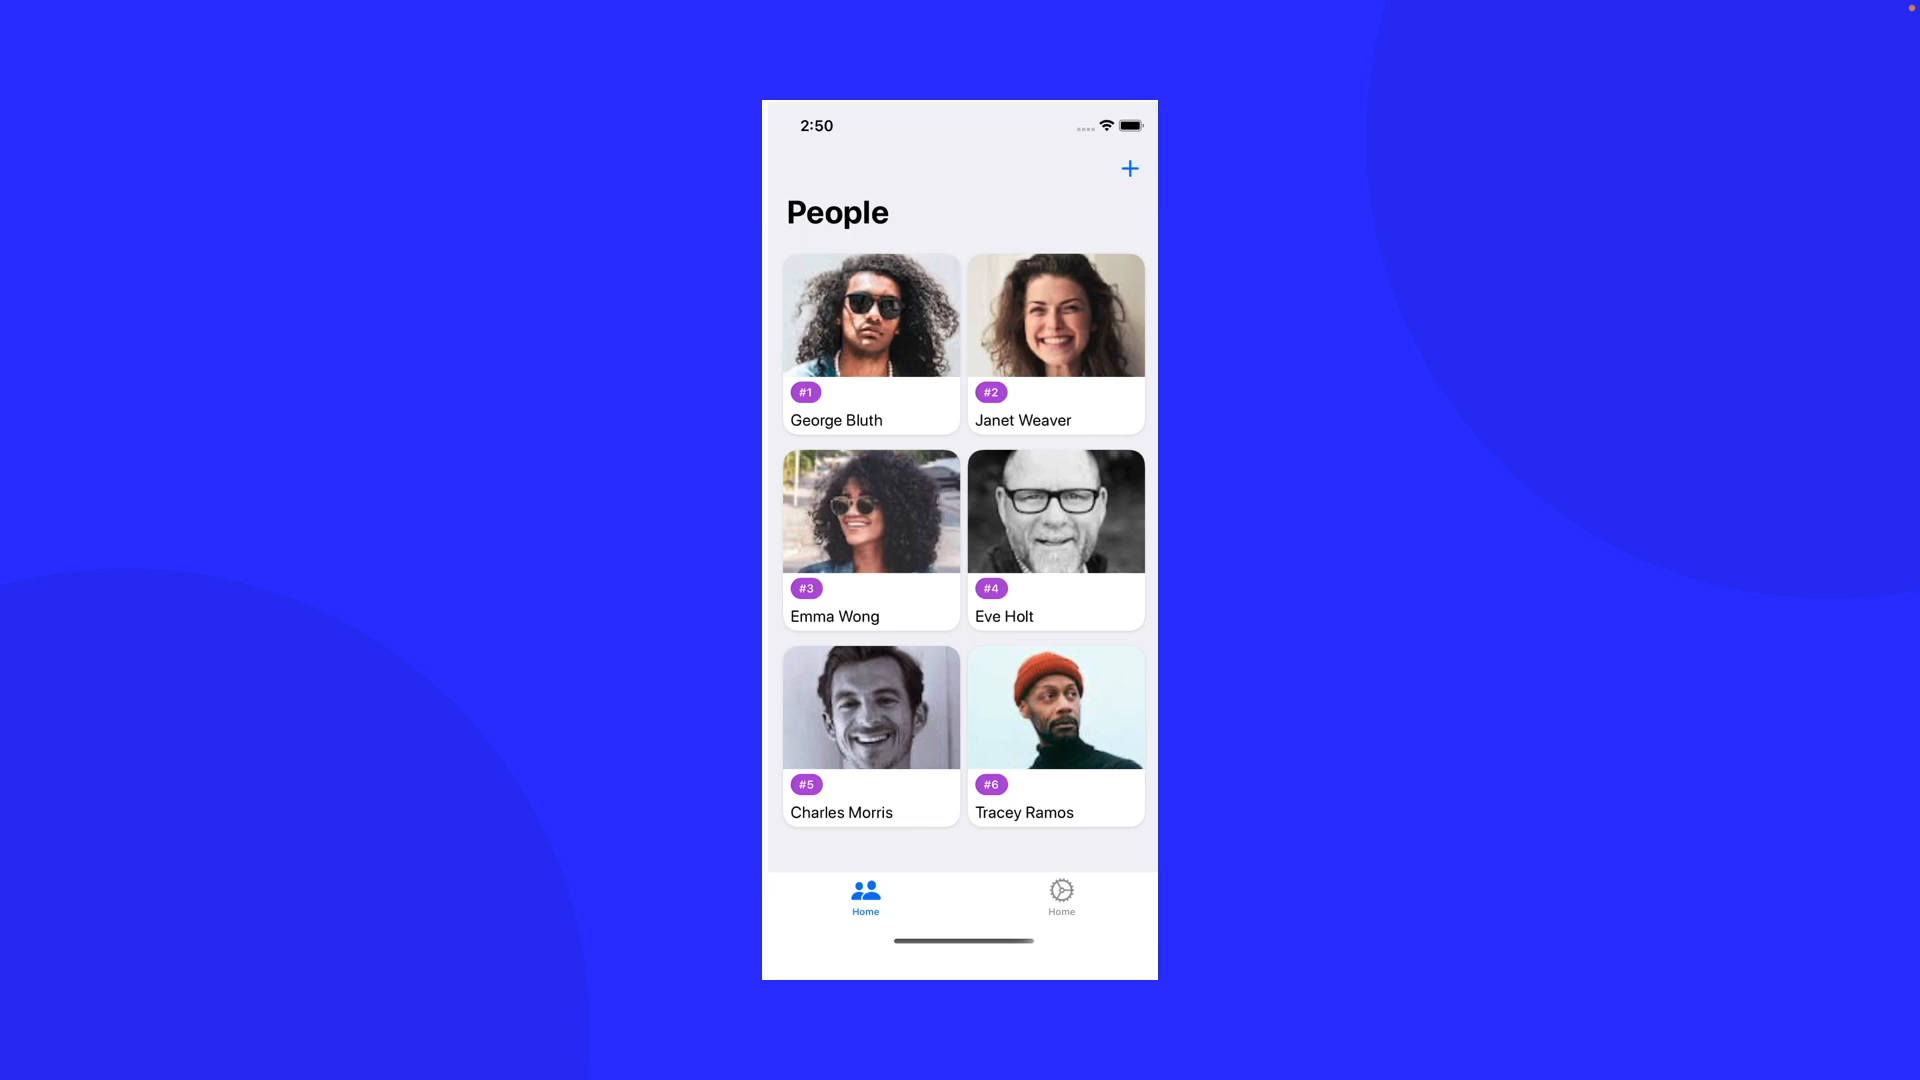 2:50
People
#1
George Bluth
#2
Janet Weaver
#3
Emma Wong
#4
Eve Holt
#5
Charles Morris
#6
Tracey Ramos
Home
Home